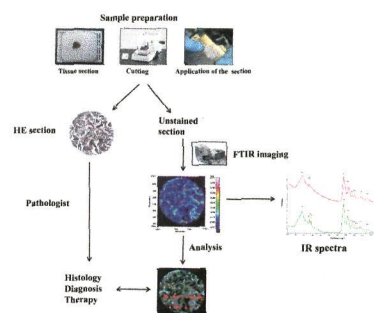 Sample preparation
Tissue section
Cutting
Application of the section
HE section
Unstained
section
FTIR imaging
Pathologist
Analysis
IR spectra
Histology
Diagnosis
Therapy